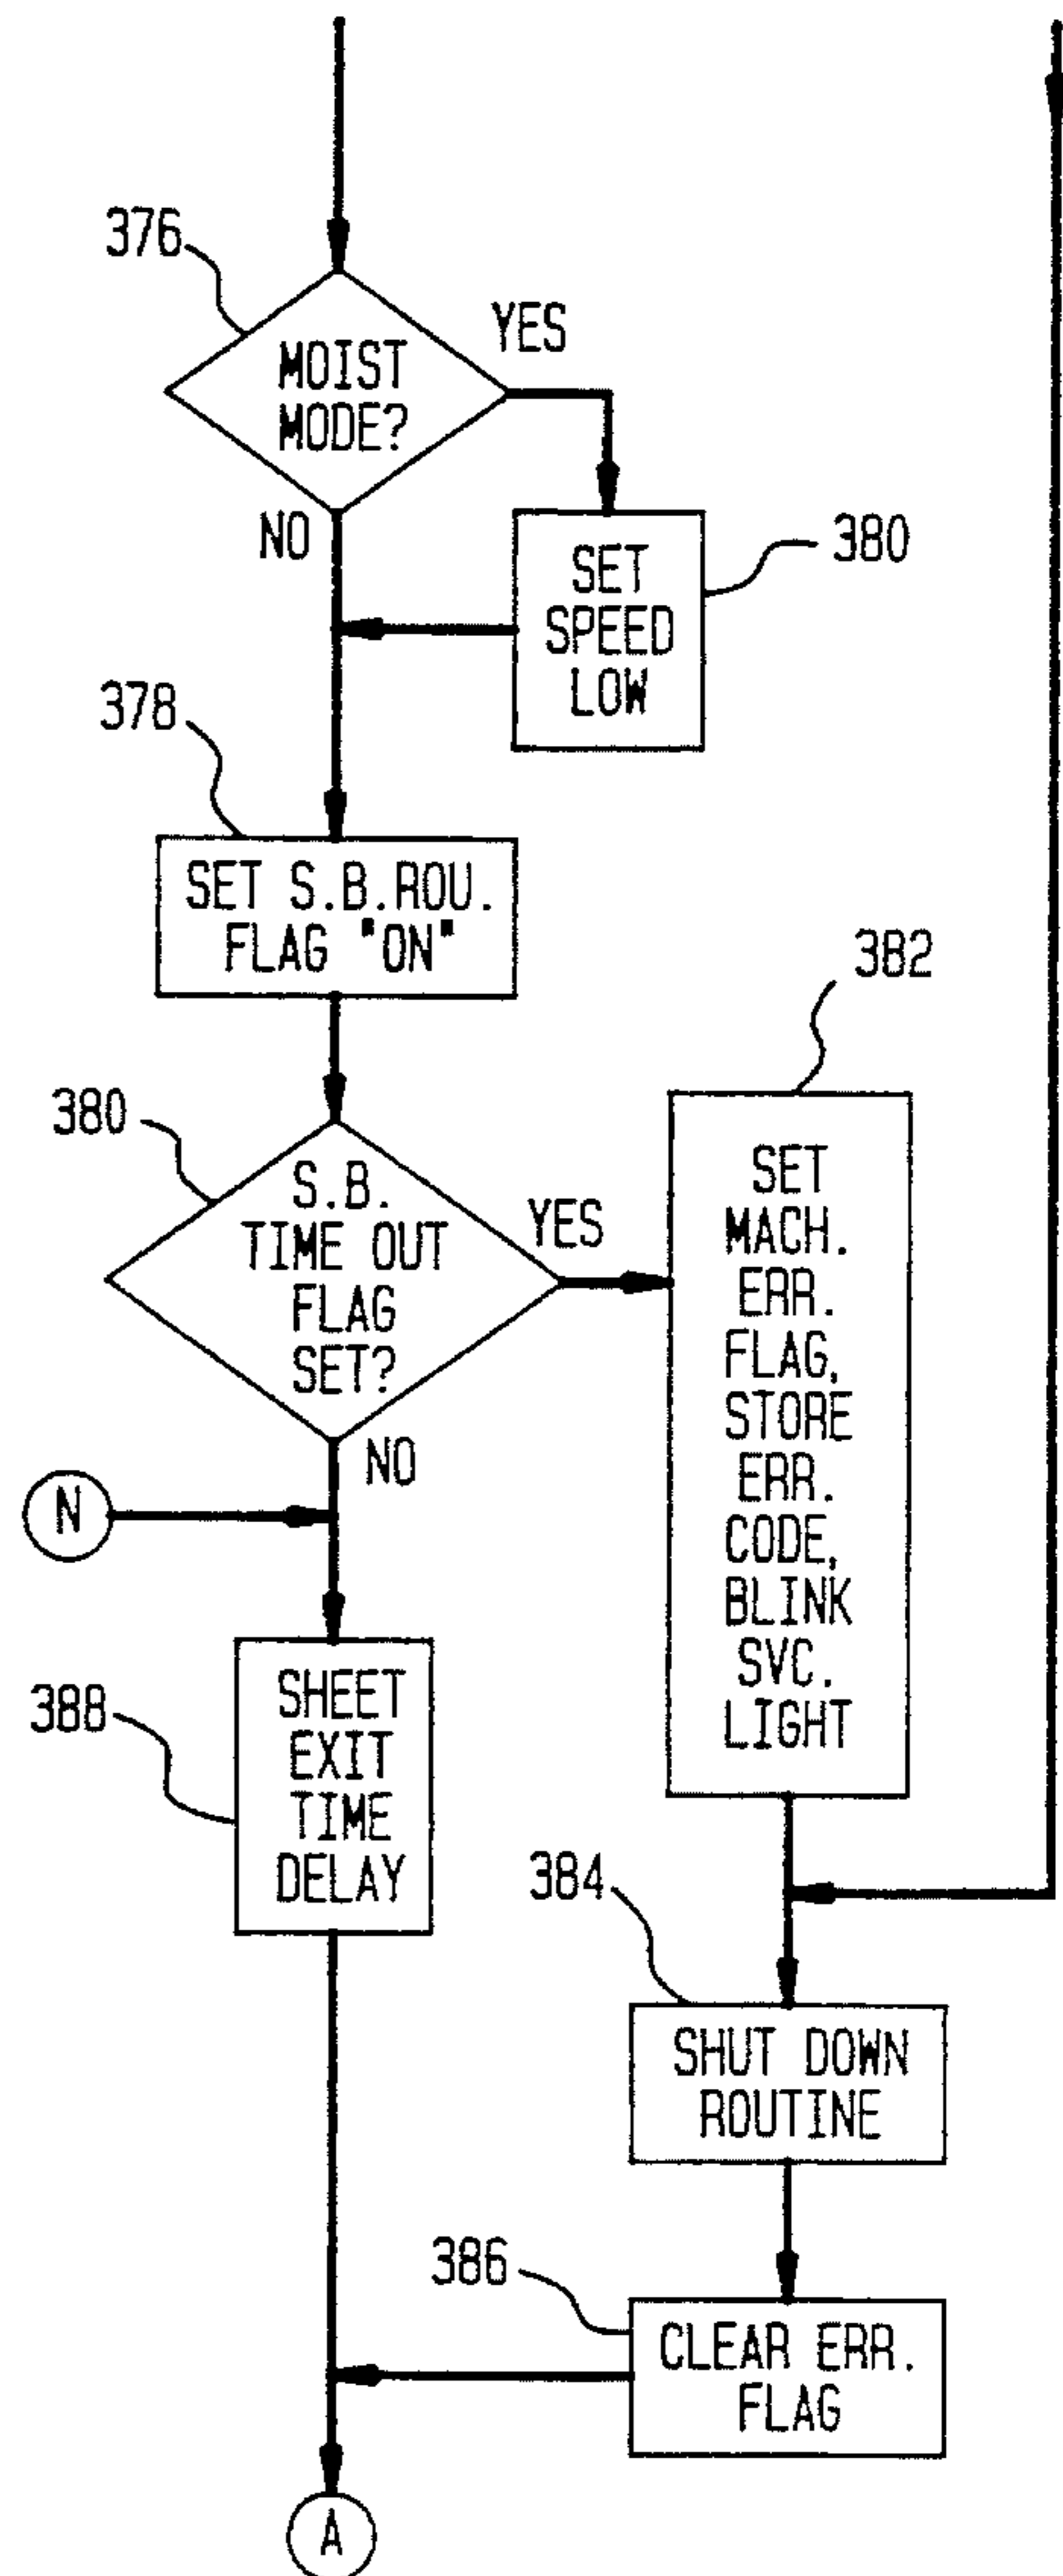 376
YES
MOIST
MODE?
NO
380
SET
SPEED
LOW
378
SET S.B.ROU.
FLAG "ON"
382
380
S.B.
TIME OUT
FLAG
SET?
YES
NO
SET
MACH.
ERR.
FLAG,
STORE
ERR.
CODE,
BLINK
SVC.
LIGHT
N
388
SHEET
EXIT
TIME
DELAY
384
SHUT DOWN
ROUTINE
386
CLEAR ERR.
FLAG
A